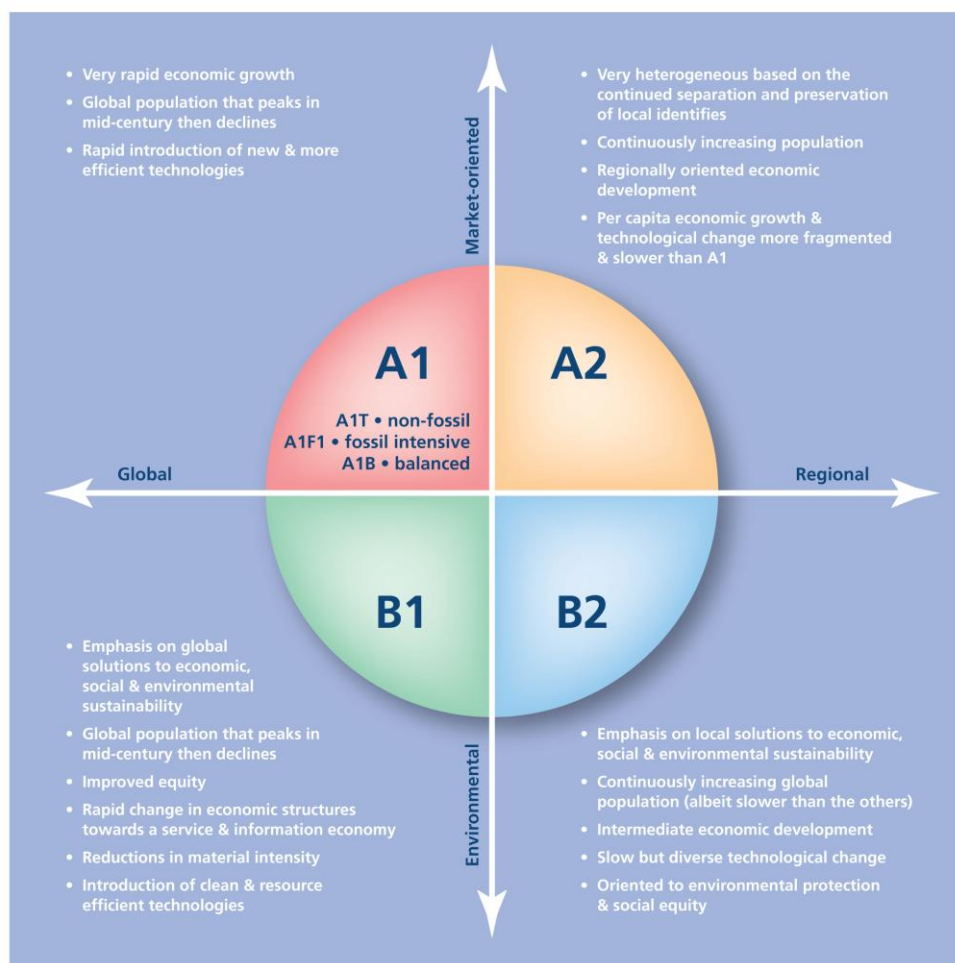 • Very rapid economic growth
• Global population that peaks in
mid-century then declines
• Rapid introduction of new & more
efficient technologies
Market-oriented
• Very heterogeneous based on the
continued separation and preservation
of local identifies
• Continuously increasing population
• Regionally oriented economic
development
• Per capita economic growth &
technological change more fragmented
& slower than A1
A1
A1T • non-fossil
A1F1 • fossil intensive
A1B • balanced
A2
Global
Regional
B1
B2
• Emphasis on global
solutions to economic,
social & environmental
sustainability
• Global population that peaks in
mid-century then declines
• Improved equity
• Rapid change in economic structures
towards a service & information economy
• Reductions in material intensity
• Introduction of clean & resource
efficient technologies
Environmental
• Emphasis on local solutions to economic,
social & environmental sustainability
• Continuously increasing global
population (albeit slower than the others)
• Intermediate economic development
• Slow but diverse technological change
• Oriented to environmental protection
& social equity